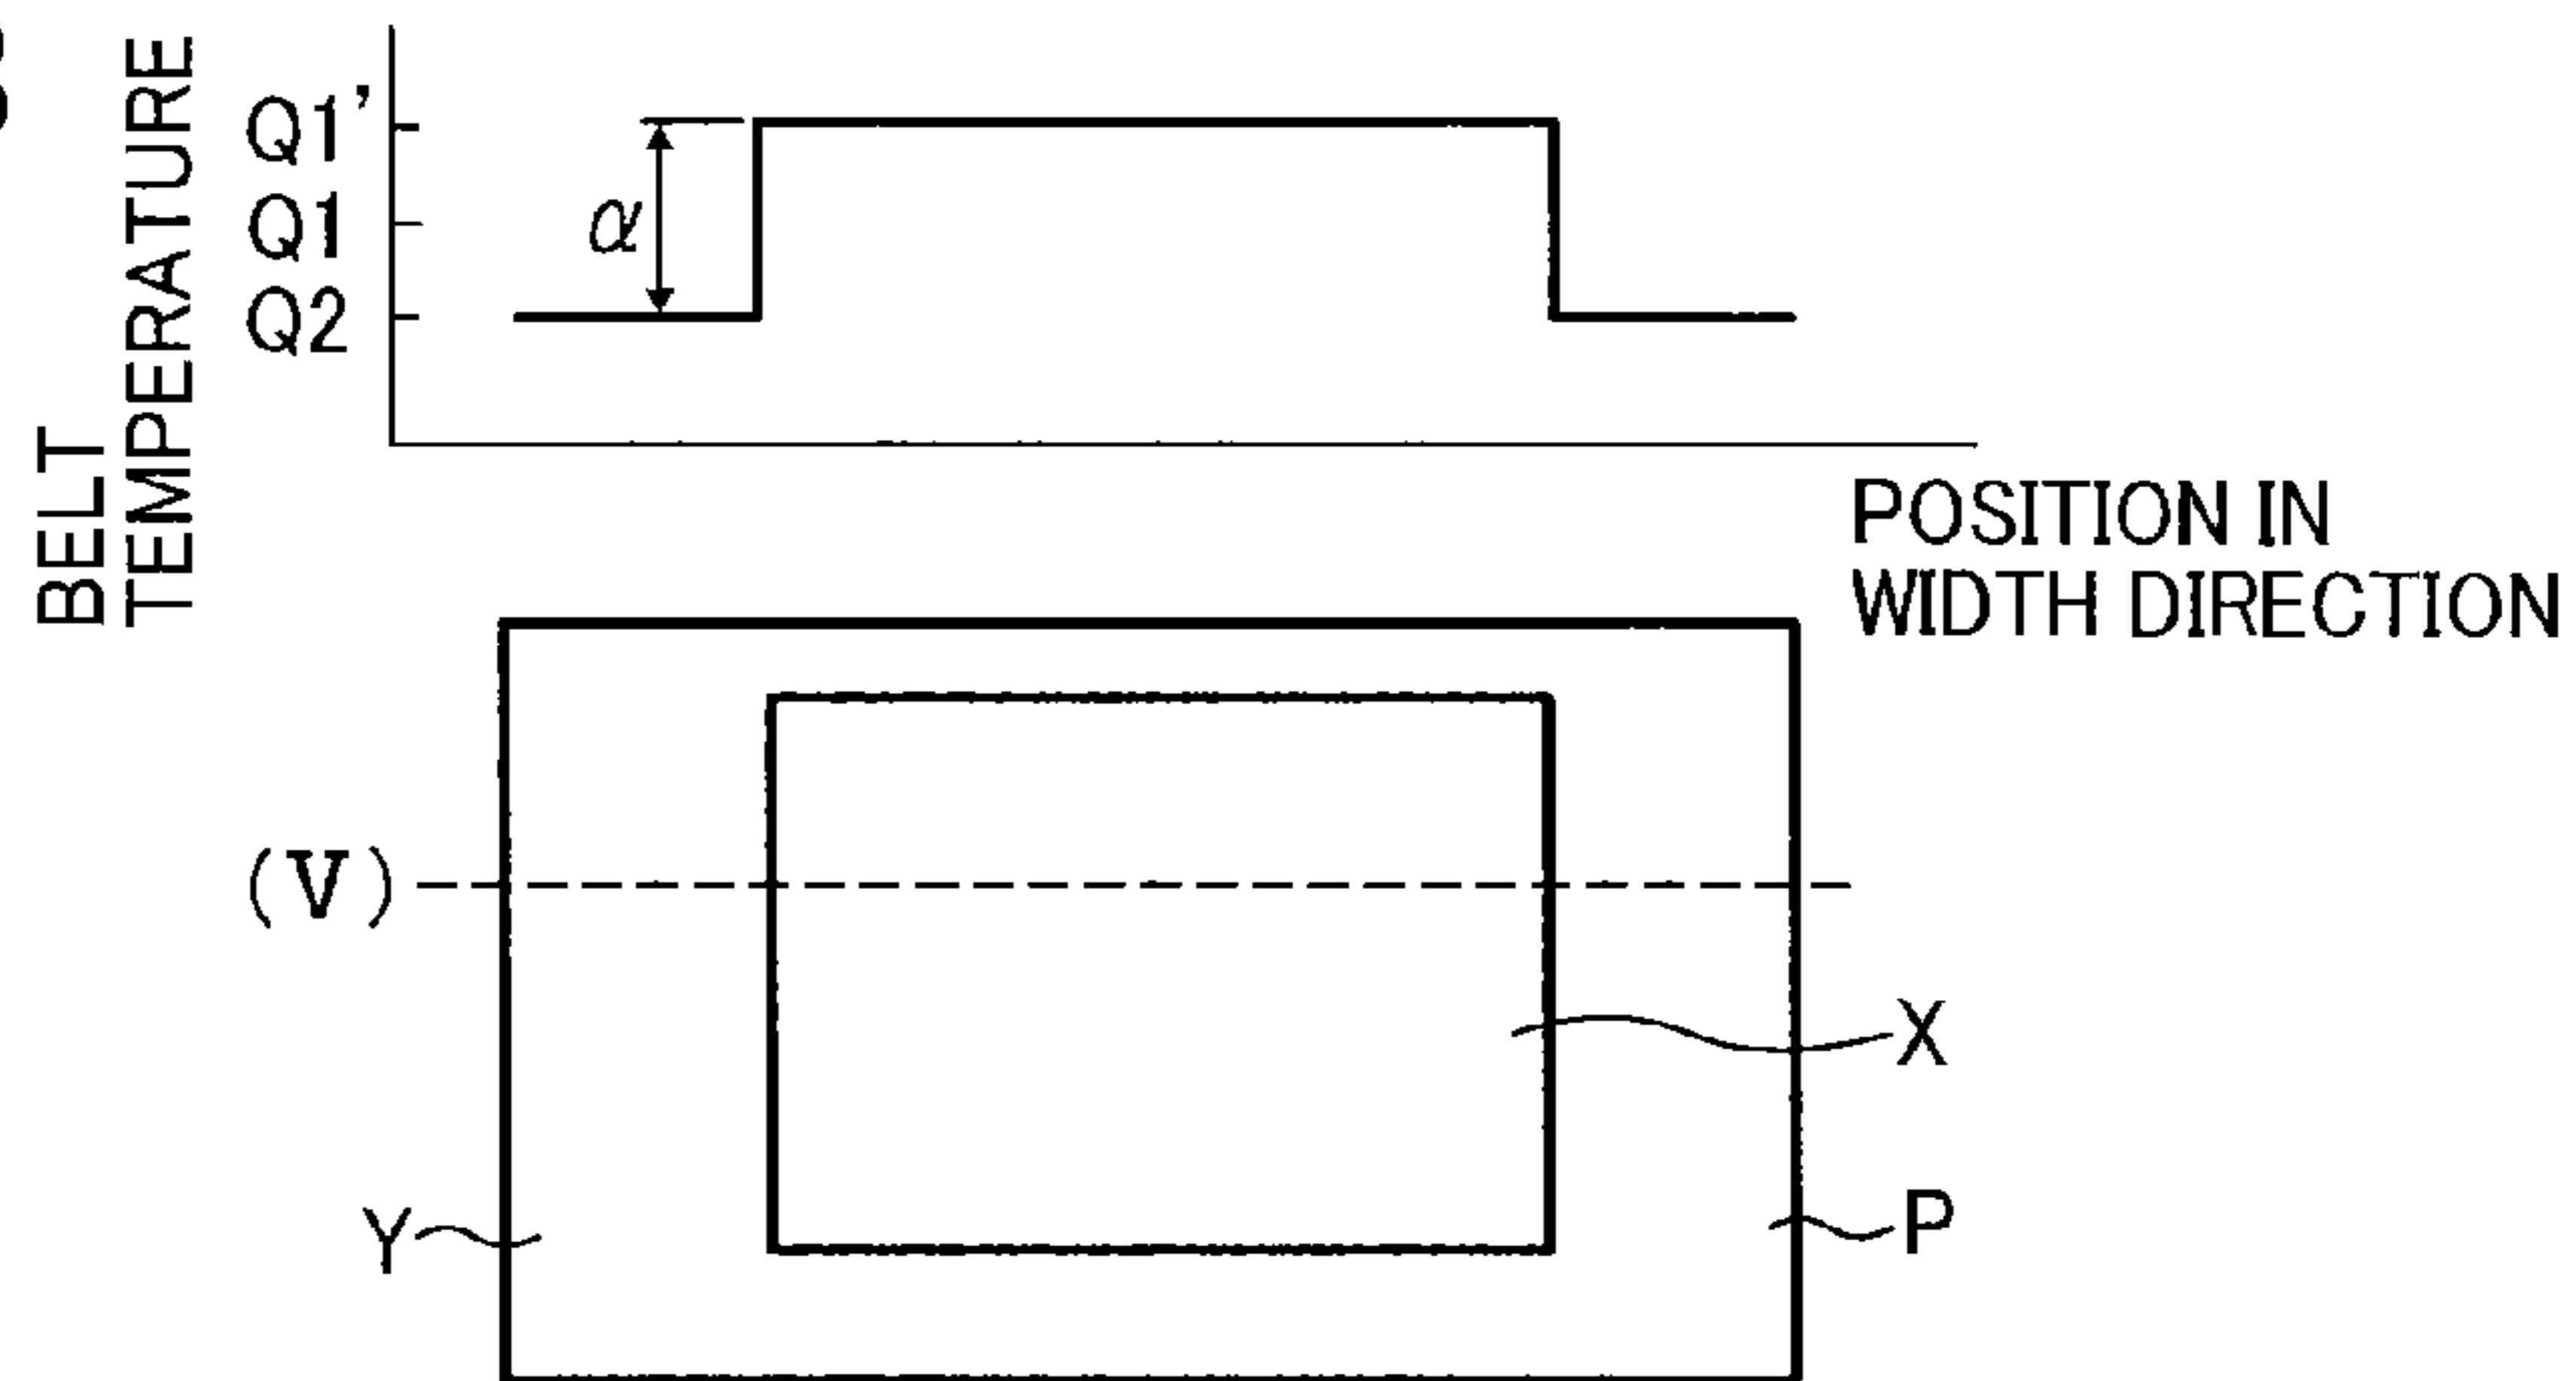 BELT
TEMPERATURE
Q1'
Q1
Q2
α
POSITION IN
WIDTH DIRECTION
(V)
X
Y
P